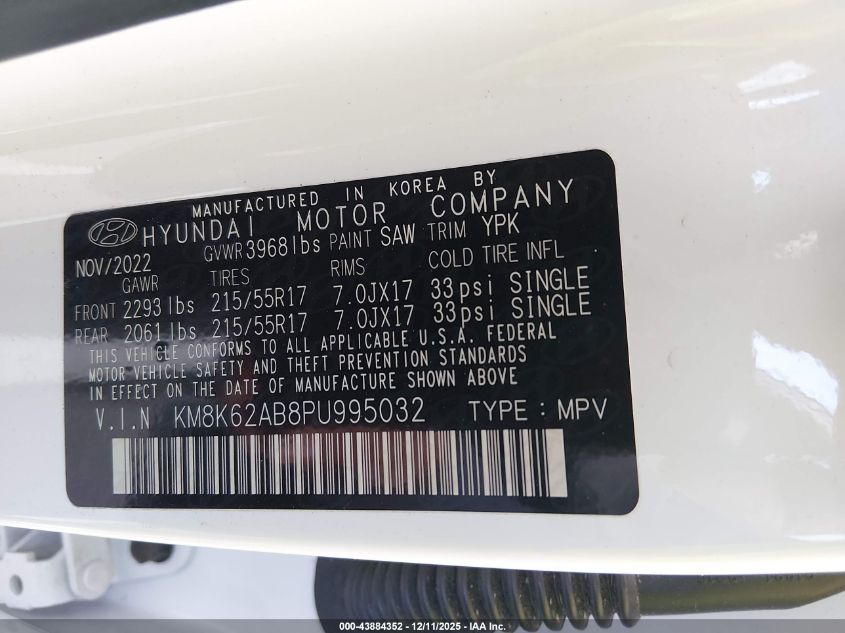 MANUFACTURED IN KOREA BY
HYUNDAI MOTOR COMPANY
NOV/2022 GVWR 3968 lbs PAINT SAW TRIM YPK
GAWR TIRES RIMS COLD TIRE INFL
FRONT 2293 lbs 215/55R17 7.0JX17 33psi SINGLE
REAR 2061 lbs 215/55R17 7.0JX17 33psi SINGLE
THIS VEHICLE CONFORMS TO ALL APPLICABLE U.S.A. FEDERAL
MOTOR VEHICLE SAFETY AND THEFT PREVENTION STANDARDS
IN EFFECT ON THE DATE OF MANUFACTURE SHOWN ABOVE
V.I.N KM8K62AB8PU995032 TYPE : MPV
000-43884352 - 12/11/2025 - IAA Inc.